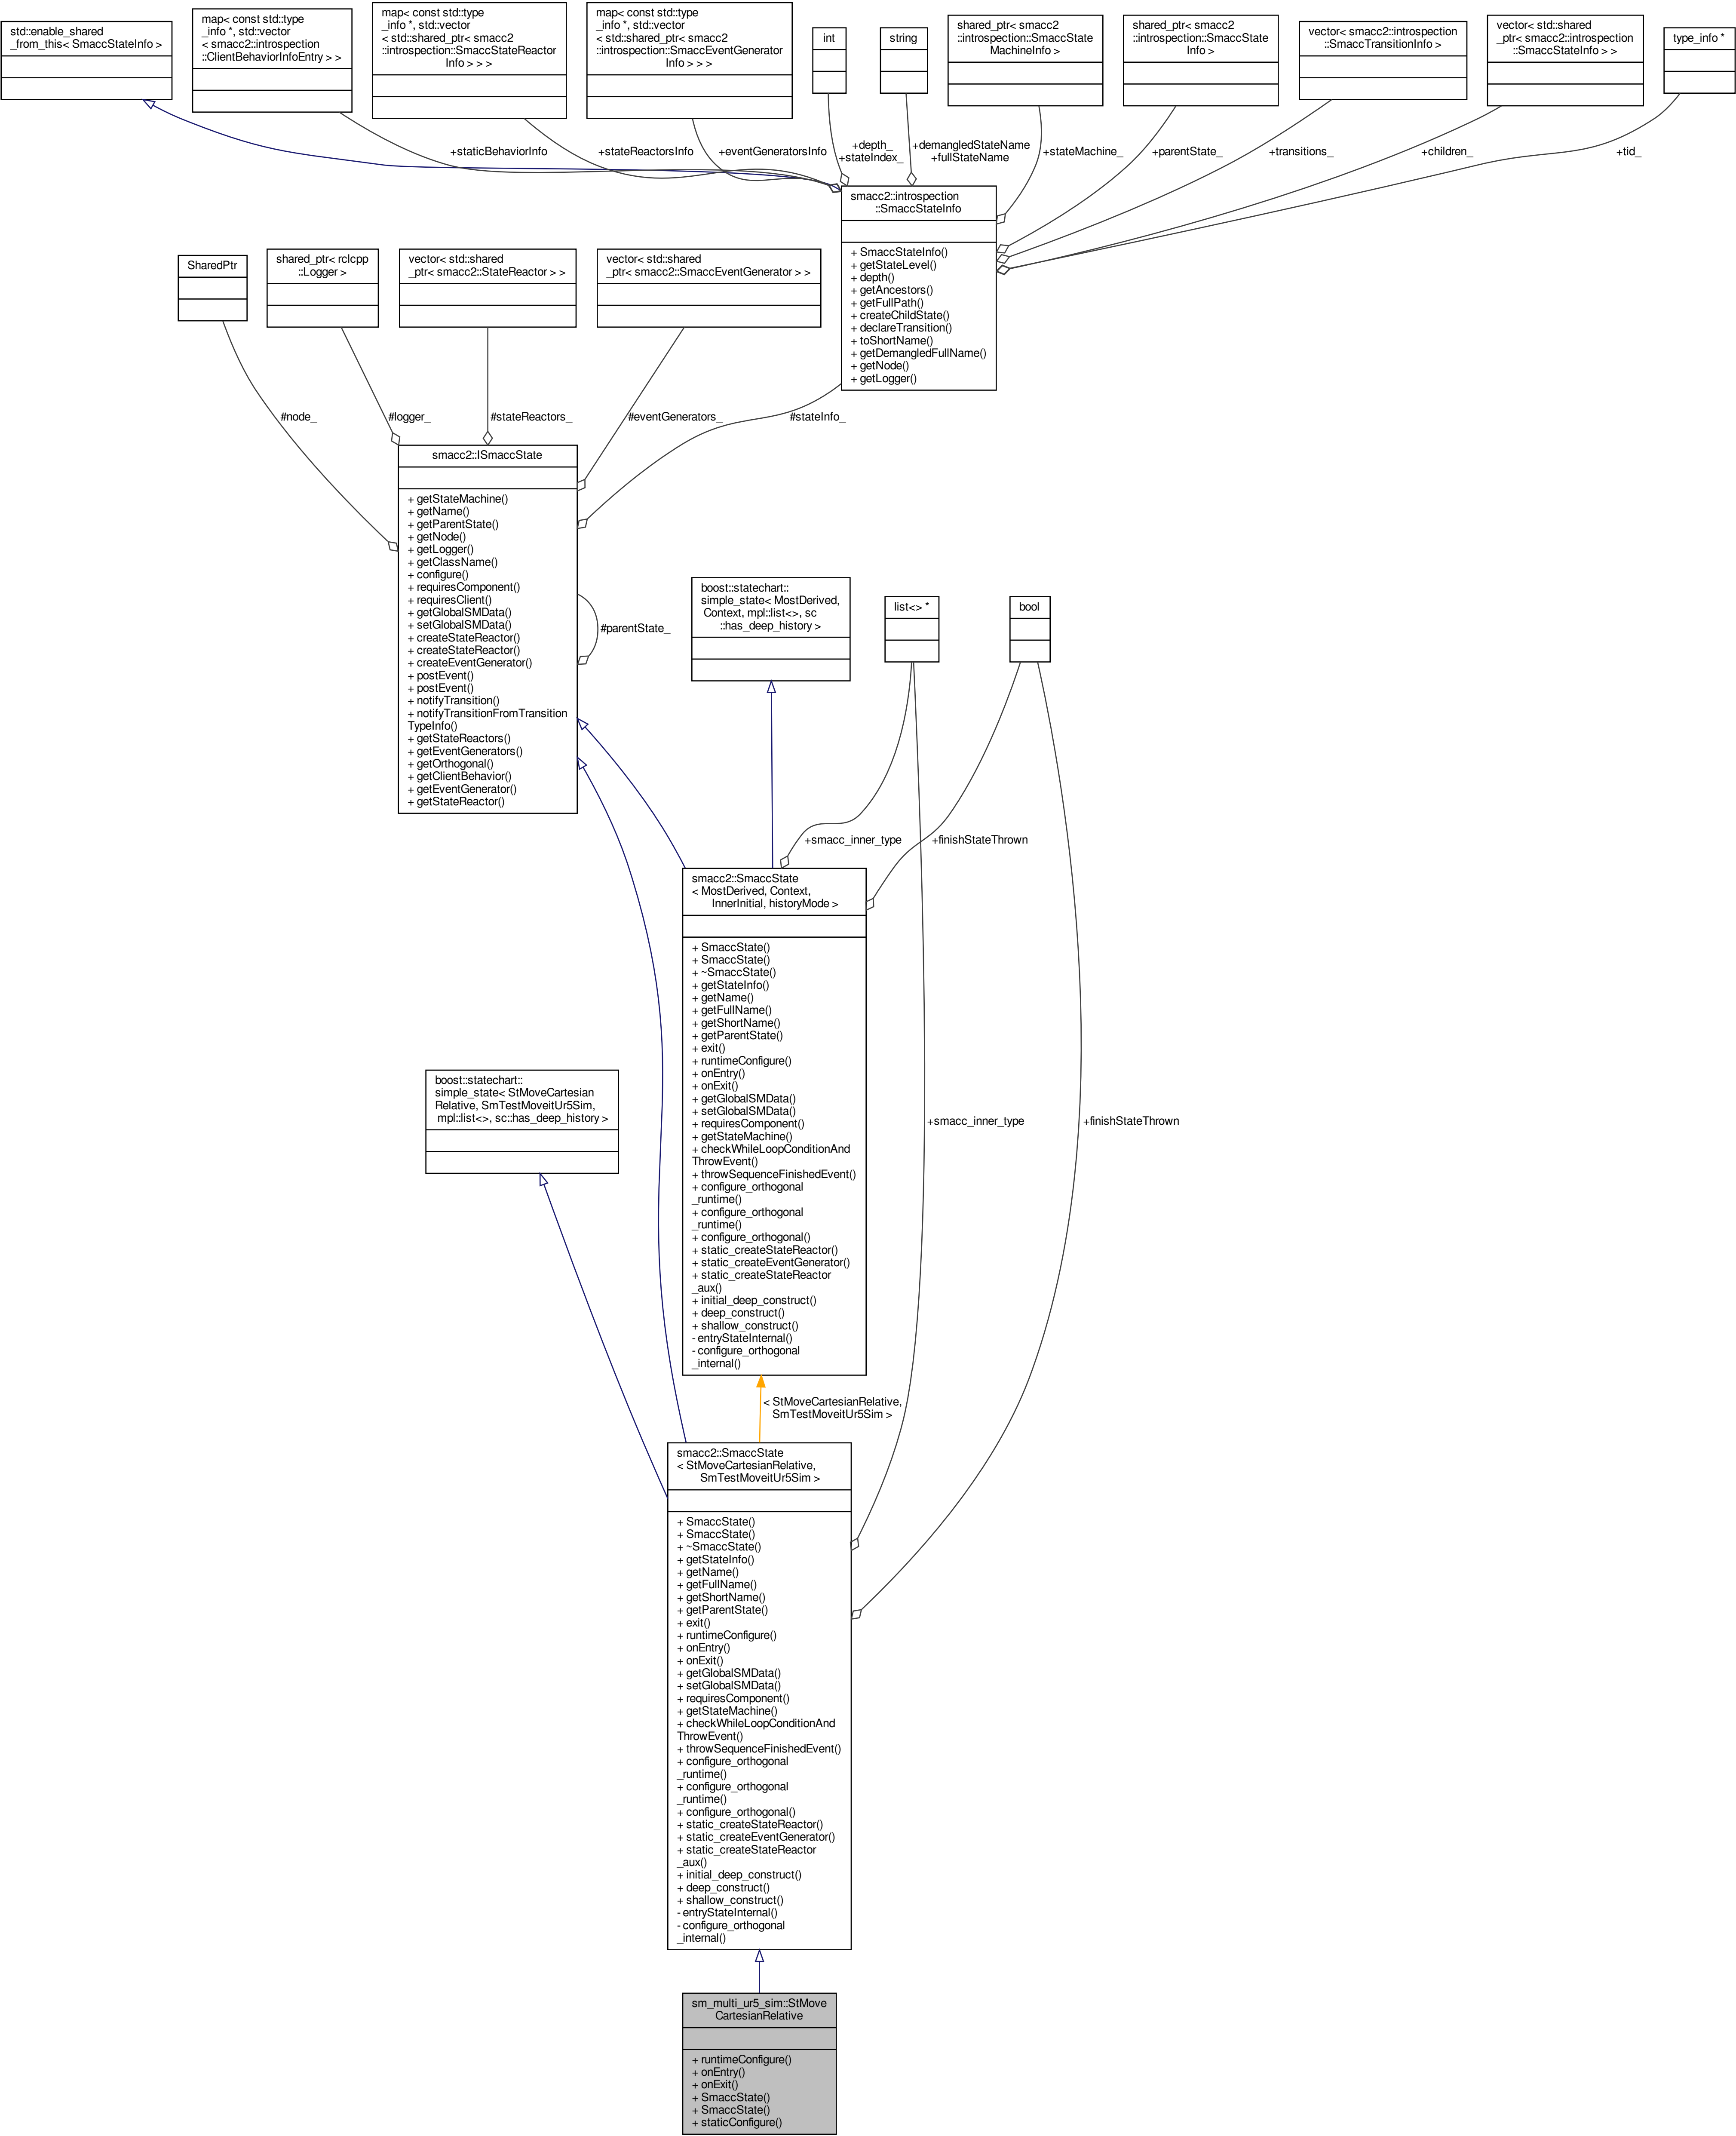 std::enable_shared
_from_this< SmaccStateInfo >
map< const std::type
_info *, std::vector
< smacc2::introspection
::ClientBehaviorInfoEntry > >
map< const std::type
_info *, std::vector
< std::shared_ptr< smacc2
::introspection::SmaccStateReactor
Info > > >
map< const std::type
_info *, std::vector
< std::shared_ptr< smacc2
::introspection::SmaccEventGenerator
Info > > >
int
string
shared_ptr< smacc2
::introspection::SmaccState
MachineInfo >
shared_ptr< smacc2
::introspection::SmaccState
Info >
vector< smacc2::introspection
::SmaccTransitionInfo >
vector< std::shared
_ptr< smacc2::introspection
::SmaccStateInfo > >
type_info *
+staticBehaviorInfo
+stateReactorsInfo
+eventGeneratorsInfo
+depth_
+stateIndex_
+demangledStateName
+fullStateName
+stateMachine_
+parentState_
+transitions_
+children_
+tid_
smacc2::introspection
::SmaccStateInfo
+ SmaccStateInfo()
+ getStateLevel()
+ depth()
+ getAncestors()
+ getFullPath()
+ createChildState()
+ declareTransition()
+ toShortName()
+ getDemangledFullName()
+ getNode()
+ getLogger()
SharedPtr
shared_ptr< rclcpp
::Logger >
vector< std::shared
_ptr< smacc2::StateReactor > >
vector< std::shared
_ptr< smacc2::SmaccEventGenerator > >
#node_
#logger_
#stateReactors_
#eventGenerators_
#stateInfo_
smacc2::ISmaccState
+ getStateMachine()
+ getName()
+ getParentState()
+ getNode()
+ getLogger()
+ getClassName()
+ configure()
+ requiresComponent()
+ requiresClient()
+ getGlobalSMData()
+ setGlobalSMData()
+ createStateReactor()
+ createStateReactor()
+ createEventGenerator()
+ postEvent()
+ postEvent()
+ notifyTransition()
+ notifyTransitionFromTransition
TypeInfo()
+ getStateReactors()
+ getEventGenerators()
+ getOrthogonal()
+ getClientBehavior()
+ getEventGenerator()
+ getStateReactor()
#parentState_
boost::statechart::
simple_state< MostDerived,
Context, mpl::list<>, sc
::has_deep_history >
list<> *
bool
+smacc_inner_type
+finishStateThrown
smacc2::SmaccState
< MostDerived, Context,
InnerInitial, historyMode >
+ SmaccState()
+ SmaccState()
+ ~SmaccState()
+ getStateInfo()
+ getName()
+ getFullName()
+ getShortName()
+ getParentState()
+ exit()
+ runtimeConfigure()
+ onEntry()
+ onExit()
+ getGlobalSMData()
+ setGlobalSMData()
+ requiresComponent()
+ getStateMachine()
+ checkWhileLoopConditionAnd
ThrowEvent()
+ throwSequenceFinishedEvent()
+ configure_orthogonal
_runtime()
+ configure_orthogonal
_runtime()
+ configure_orthogonal()
+ static_createStateReactor()
+ static_createEventGenerator()
+ static_createStateReactor
_aux()
+ initial_deep_construct()
+ deep_construct()
+ shallow_construct()
- entryStateInternal()
- configure_orthogonal
_internal()
boost::statechart::
simple_state< StMoveCartesian
Relative, SmTestMoveitUr5Sim,
mpl::list<>, sc::has_deep_history >
+smacc_inner_type
+finishStateThrown
< StMoveCartesianRelative,
SmTestMoveitUr5Sim >
smacc2::SmaccState
< StMoveCartesianRelative,
SmTestMoveitUr5Sim >
+ SmaccState()
+ SmaccState()
+ ~SmaccState()
+ getStateInfo()
+ getName()
+ getFullName()
+ getShortName()
+ getParentState()
+ exit()
+ runtimeConfigure()
+ onEntry()
+ onExit()
+ getGlobalSMData()
+ setGlobalSMData()
+ requiresComponent()
+ getStateMachine()
+ checkWhileLoopConditionAnd
ThrowEvent()
+ throwSequenceFinishedEvent()
+ configure_orthogonal
_runtime()
+ configure_orthogonal
_runtime()
+ configure_orthogonal()
+ static_createStateReactor()
+ static_createEventGenerator()
+ static_createStateReactor
_aux()
+ initial_deep_construct()
+ deep_construct()
+ shallow_construct()
- entryStateInternal()
- configure_orthogonal
_internal()
sm_multi_ur5_sim::StMove
CartesianRelative
+ runtimeConfigure()
+ onEntry()
+ onExit()
+ SmaccState()
+ SmaccState()
+ staticConfigure()